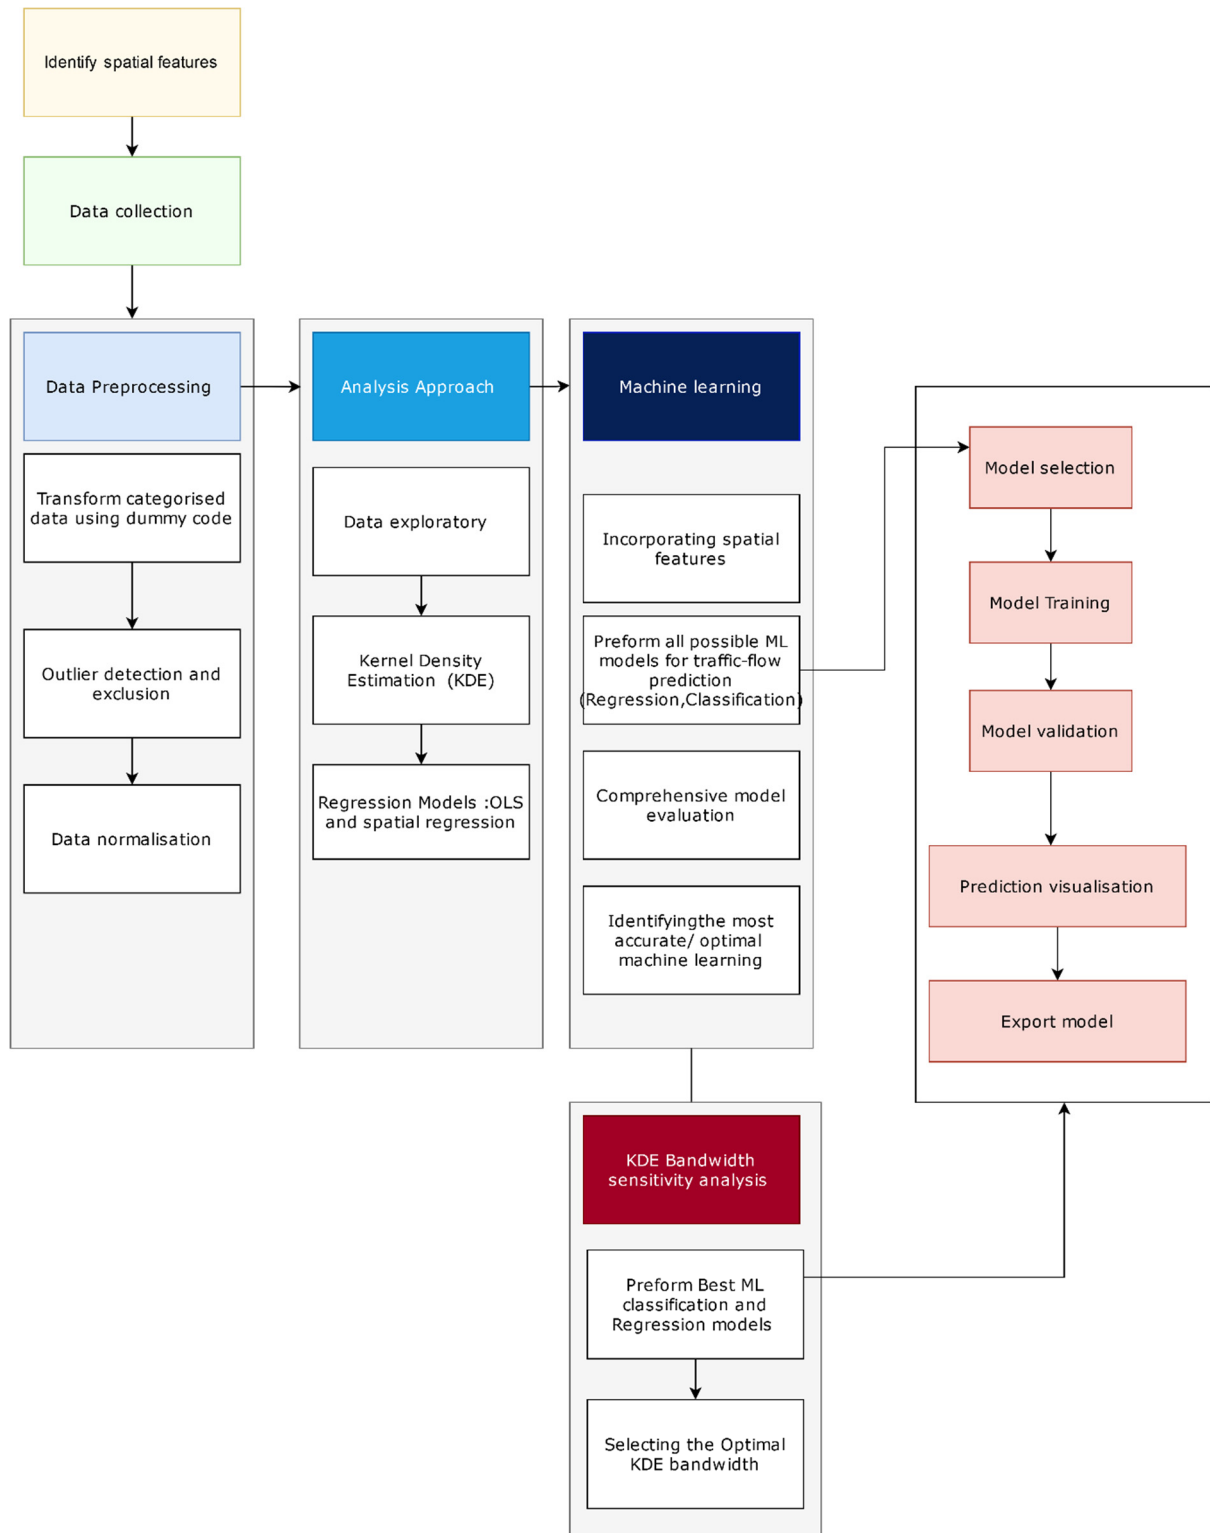 Identify spatial features
Data collection
Data Preprocessing
Transform categorised
data using dummy code
Outlier detection and
exclusion
Data normalisation
Analysis Approach
Data exploratory
Kernel Density
Estimation (KDE)
Regression Models :OLS
and spatial regression
Machine learning
Incorporating spatial
features
Preform all possible ML
models for traffic-flow
prediction
(Regression,Classification)
Comprehensive model
evaluation
Identifyingthe most
accurate/ optimal
machine learning
Model selection
Model Training
Model validation
Prediction visualisation
Export model
KDE Bandwidth
sensitivity analysis
Preform Best ML
classification and
Regression models
Selecting the Optimal
KDE bandwidth